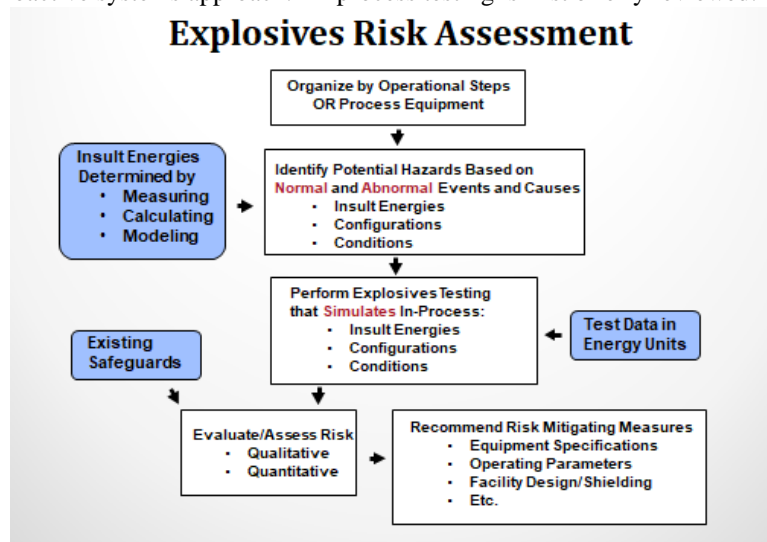 Explosives Risk Assessment
Organize by Operational Steps
OR Process Equipment
Insult Energies
Determined by
• Measuring
• Calculating
• Modeling
Identify Potential Hazards Based on
Normal and Abnormal Events and Causes
• Insult Energies
• Configurations
• Conditions
Perform Explosives Testing
that Simulates In-Process:
• Insult Energies
• Configurations
• Conditions
Test Data in
Energy Units
Existing
Safeguards
Evaluate/Assess Risk
• Qualitative
• Quantitative
Recommend Risk Mitigating Measures
• Equipment Specifications
• Operating Parameters
• Facility Design/Shielding
• Etc.